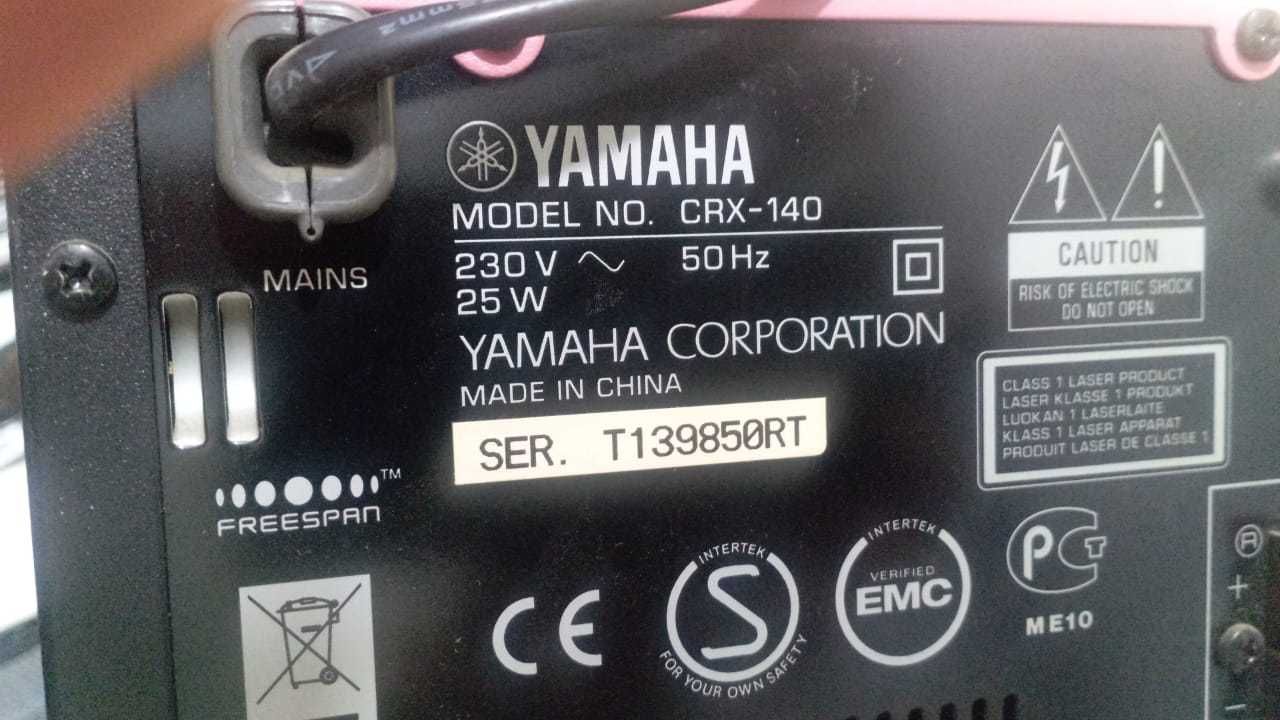 YAMAHA
MODEL NO. CRX-140
230 V 50 Hz
25 W
YAMAHA CORPORATION
MADE IN CHINA
SER. T139850RT
MAINS
FREESPAN™
CAUTION
RISK OF ELECTRIC SHOCK
DO NOT OPEN
CLASS 1 LASER PRODUCT
LASER KLASSE 1 PRODUKT
LUOKAN 1 LASERLAITE
KLASS 1 LASER APPARAT
PRODUIT LASER DE CLASSE 1
CE
INTERTEK
S
FOR YOUR OWN SAFETY
INTERTEK
VERIFIED
EMC
PCT
ME10
R
+
-